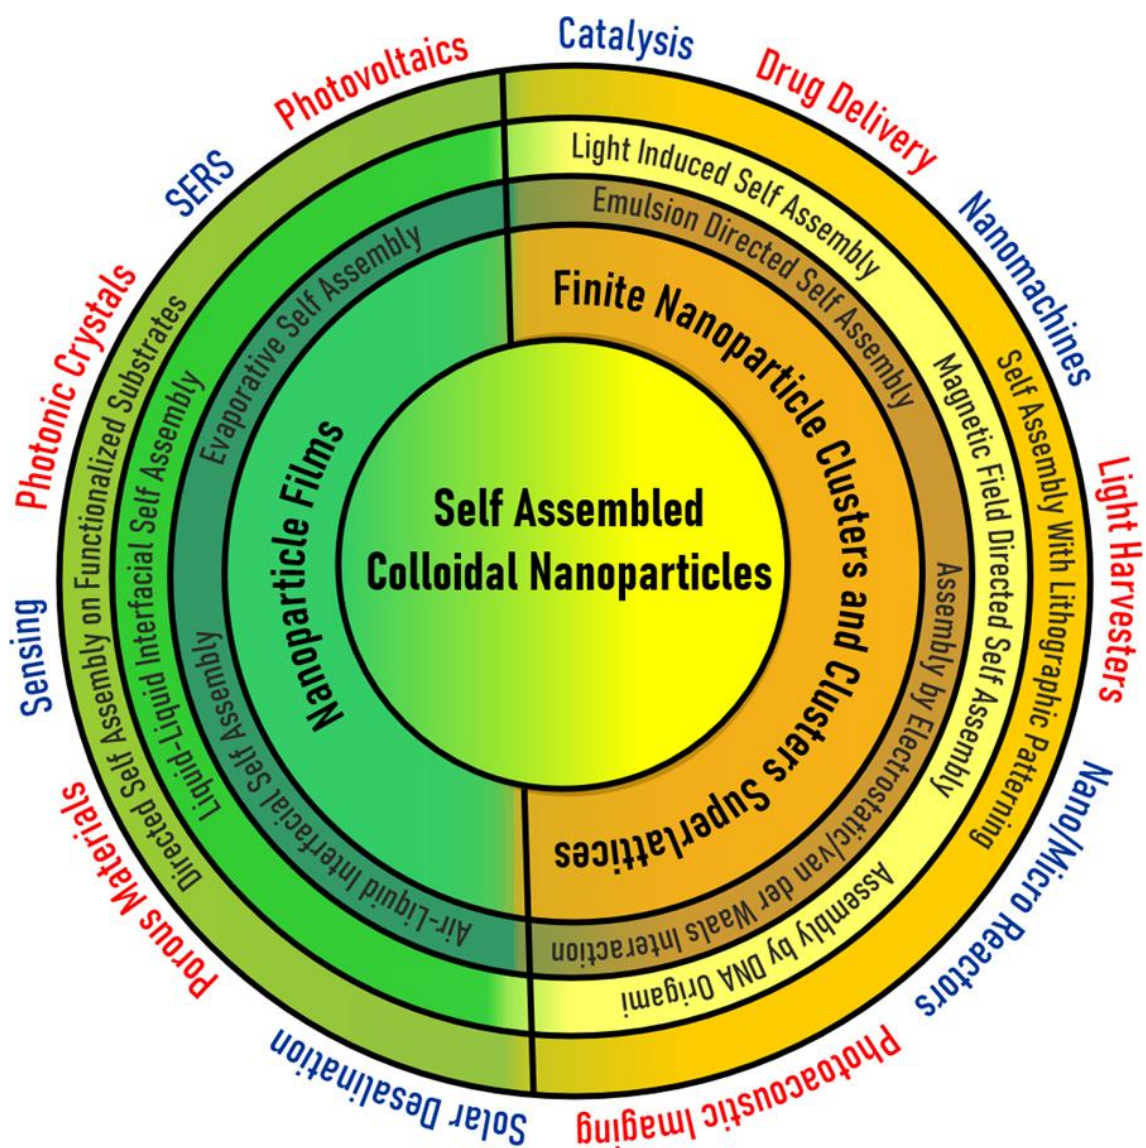 Catalysis
Drug Delivery
Nanomachines
Light Harvesters
Nano/Micro Reactors
Photoacoustic Imaging
Solar Desalination
Porous Materials
Sensing
Photonic Crystals
SERS
Photovoltaics
Self Assembly With Lithographic Patterning
Light Induced Self Assembly
Magnetic Field Directed Self Assembly
Assembly by DNA Origami
Emulsion Directed Self Assembly
Assembly by Electrostatic/van der Waals Interaction
Finite Nanoparticle Clusters and Clusters Superlattices
Directed Self Assembly on Functionalized Substrates
Liquid-Liquid Interfacial Self Assembly
Evaporative Self Assembly
Air-Liquid Interfacial Self Assembly
Nanoparticle Films
Self Assembled
Colloidal Nanoparticles